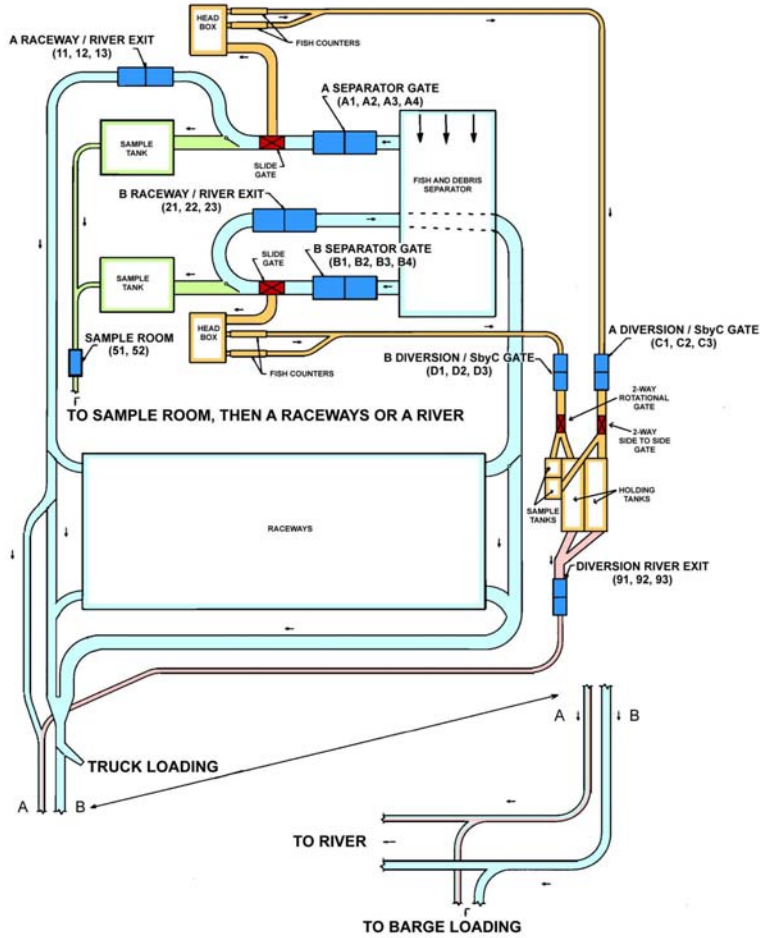 HEAD
BOX
FISH COUNTERS
A RACEWAY / RIVER EXIT
(11, 12, 13)
A SEPARATOR GATE
(A1, A2, A3, A4)
SAMPLE
TANK
SLIDE
GATE
FISH AND DEBRIS
SEPARATOR
B RACEWAY / RIVER EXIT
(21, 22, 23)
SLIDE
GATE
B SEPARATOR GATE
(B1, B2, B3, B4)
SAMPLE
TANK
HEAD
BOX
SAMPLE ROOM
(51, 52)
FISH COUNTERS
B DIVERSION / SbyC GATE
(D1, D2, D3)
A DIVERSION / SbyC GATE
(C1, C2, C3)
2-WAY
ROTATIONAL
GATE
TO SAMPLE ROOM, THEN A RACEWAYS OR A RIVER
2-WAY
SIDE TO SIDE
GATE
SAMPLE
TANKS
HOLDING
TANKS
RACEWAYS
DIVERSION RIVER EXIT
(91, 92, 93)
A
B
TRUCK LOADING
A
B
TO RIVER
TO BARGE LOADING